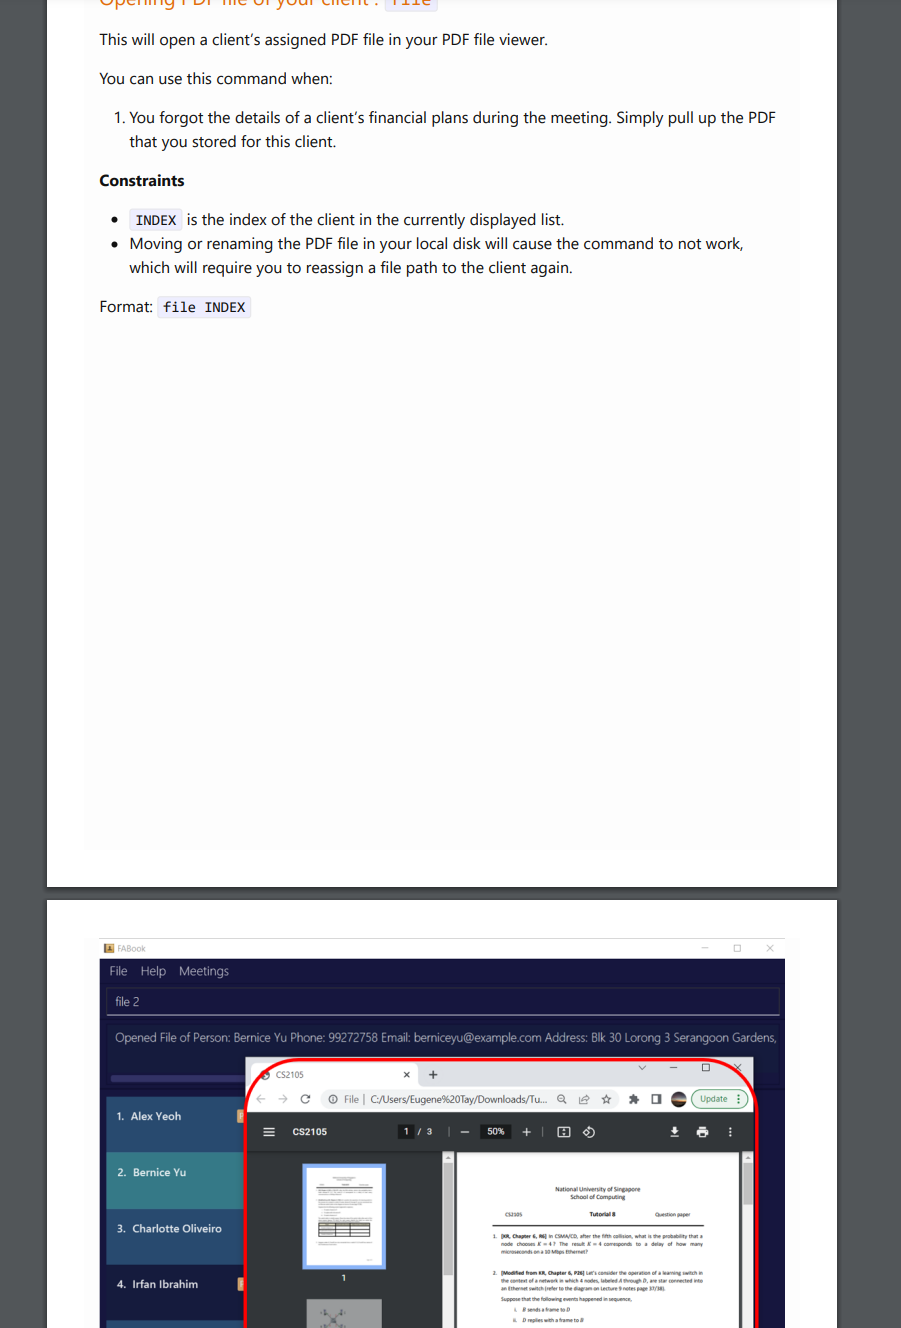 Opening PDF file of your client : file
This will open a client’s assigned PDF file in your PDF file viewer.
You can use this command when:
1. You forgot the details of a client’s financial plans during the meeting. Simply pull up the PDF
that you stored for this client.
Constraints
• INDEX is the index of the client in the currently displayed list.
• Moving or renaming the PDF file in your local disk will cause the command to not work,
which will require you to reassign a file path to the client again.
Format: file INDEX
FABook
File Help Meetings
file 2
Opened File of Person: Bernice Yu Phone: 99272758 Email: berniceyu@example.com Address: Blk 30 Lorong 3 Serangoon Gardens,
CS2105
File | C:/Users/Eugene%20Tay/Downloads/Tu...
Update
1. Alex Yeoh
CS2105
1 / 3
50%
2. Bernice Yu
National University of Singapore
School of Computing
CS2105 Tutorial 8 Question paper
3. Charlotte Oliveiro
1. [KR, Chapter 6, R6] In CSMA/CD, after the fifth collision, what is the probability that a
node chooses K = 4? The result K = 4 corresponds to a delay of how many
microseconds on a 10 Mbps Ethernet?
4. Irfan Ibrahim
1
2. [Modified from KR, Chapter 6, P26] Let's consider the operation of a learning switch in
the context of a network in which 4 nodes, labeled A through D, are star connected into
an Ethernet switch (refer to the diagram on Lecture 9 notes page 37/38).
Suppose that the following events happened in sequence,
i. B sends a frame to D
ii. D replies with a frame to B